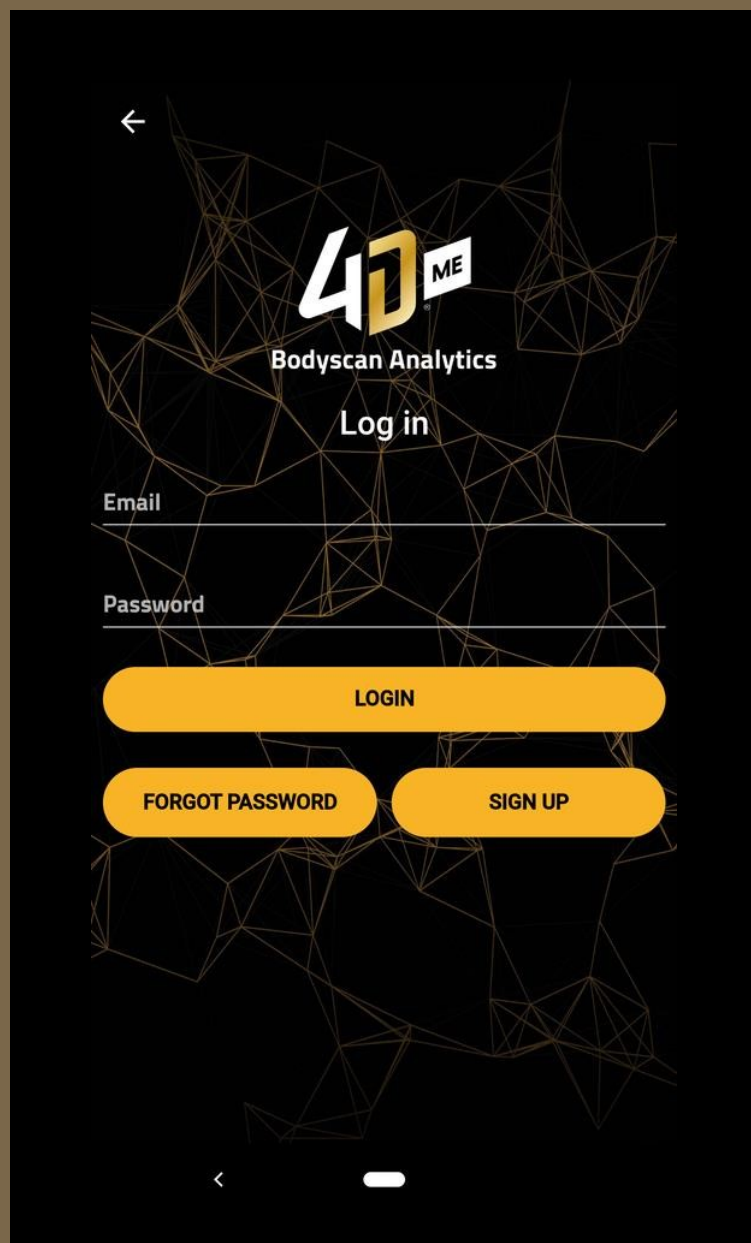 4D ME
®
Bodyscan Analytics
Log in
Email
Password
LOGIN
FORGOT PASSWORD
SIGN UP